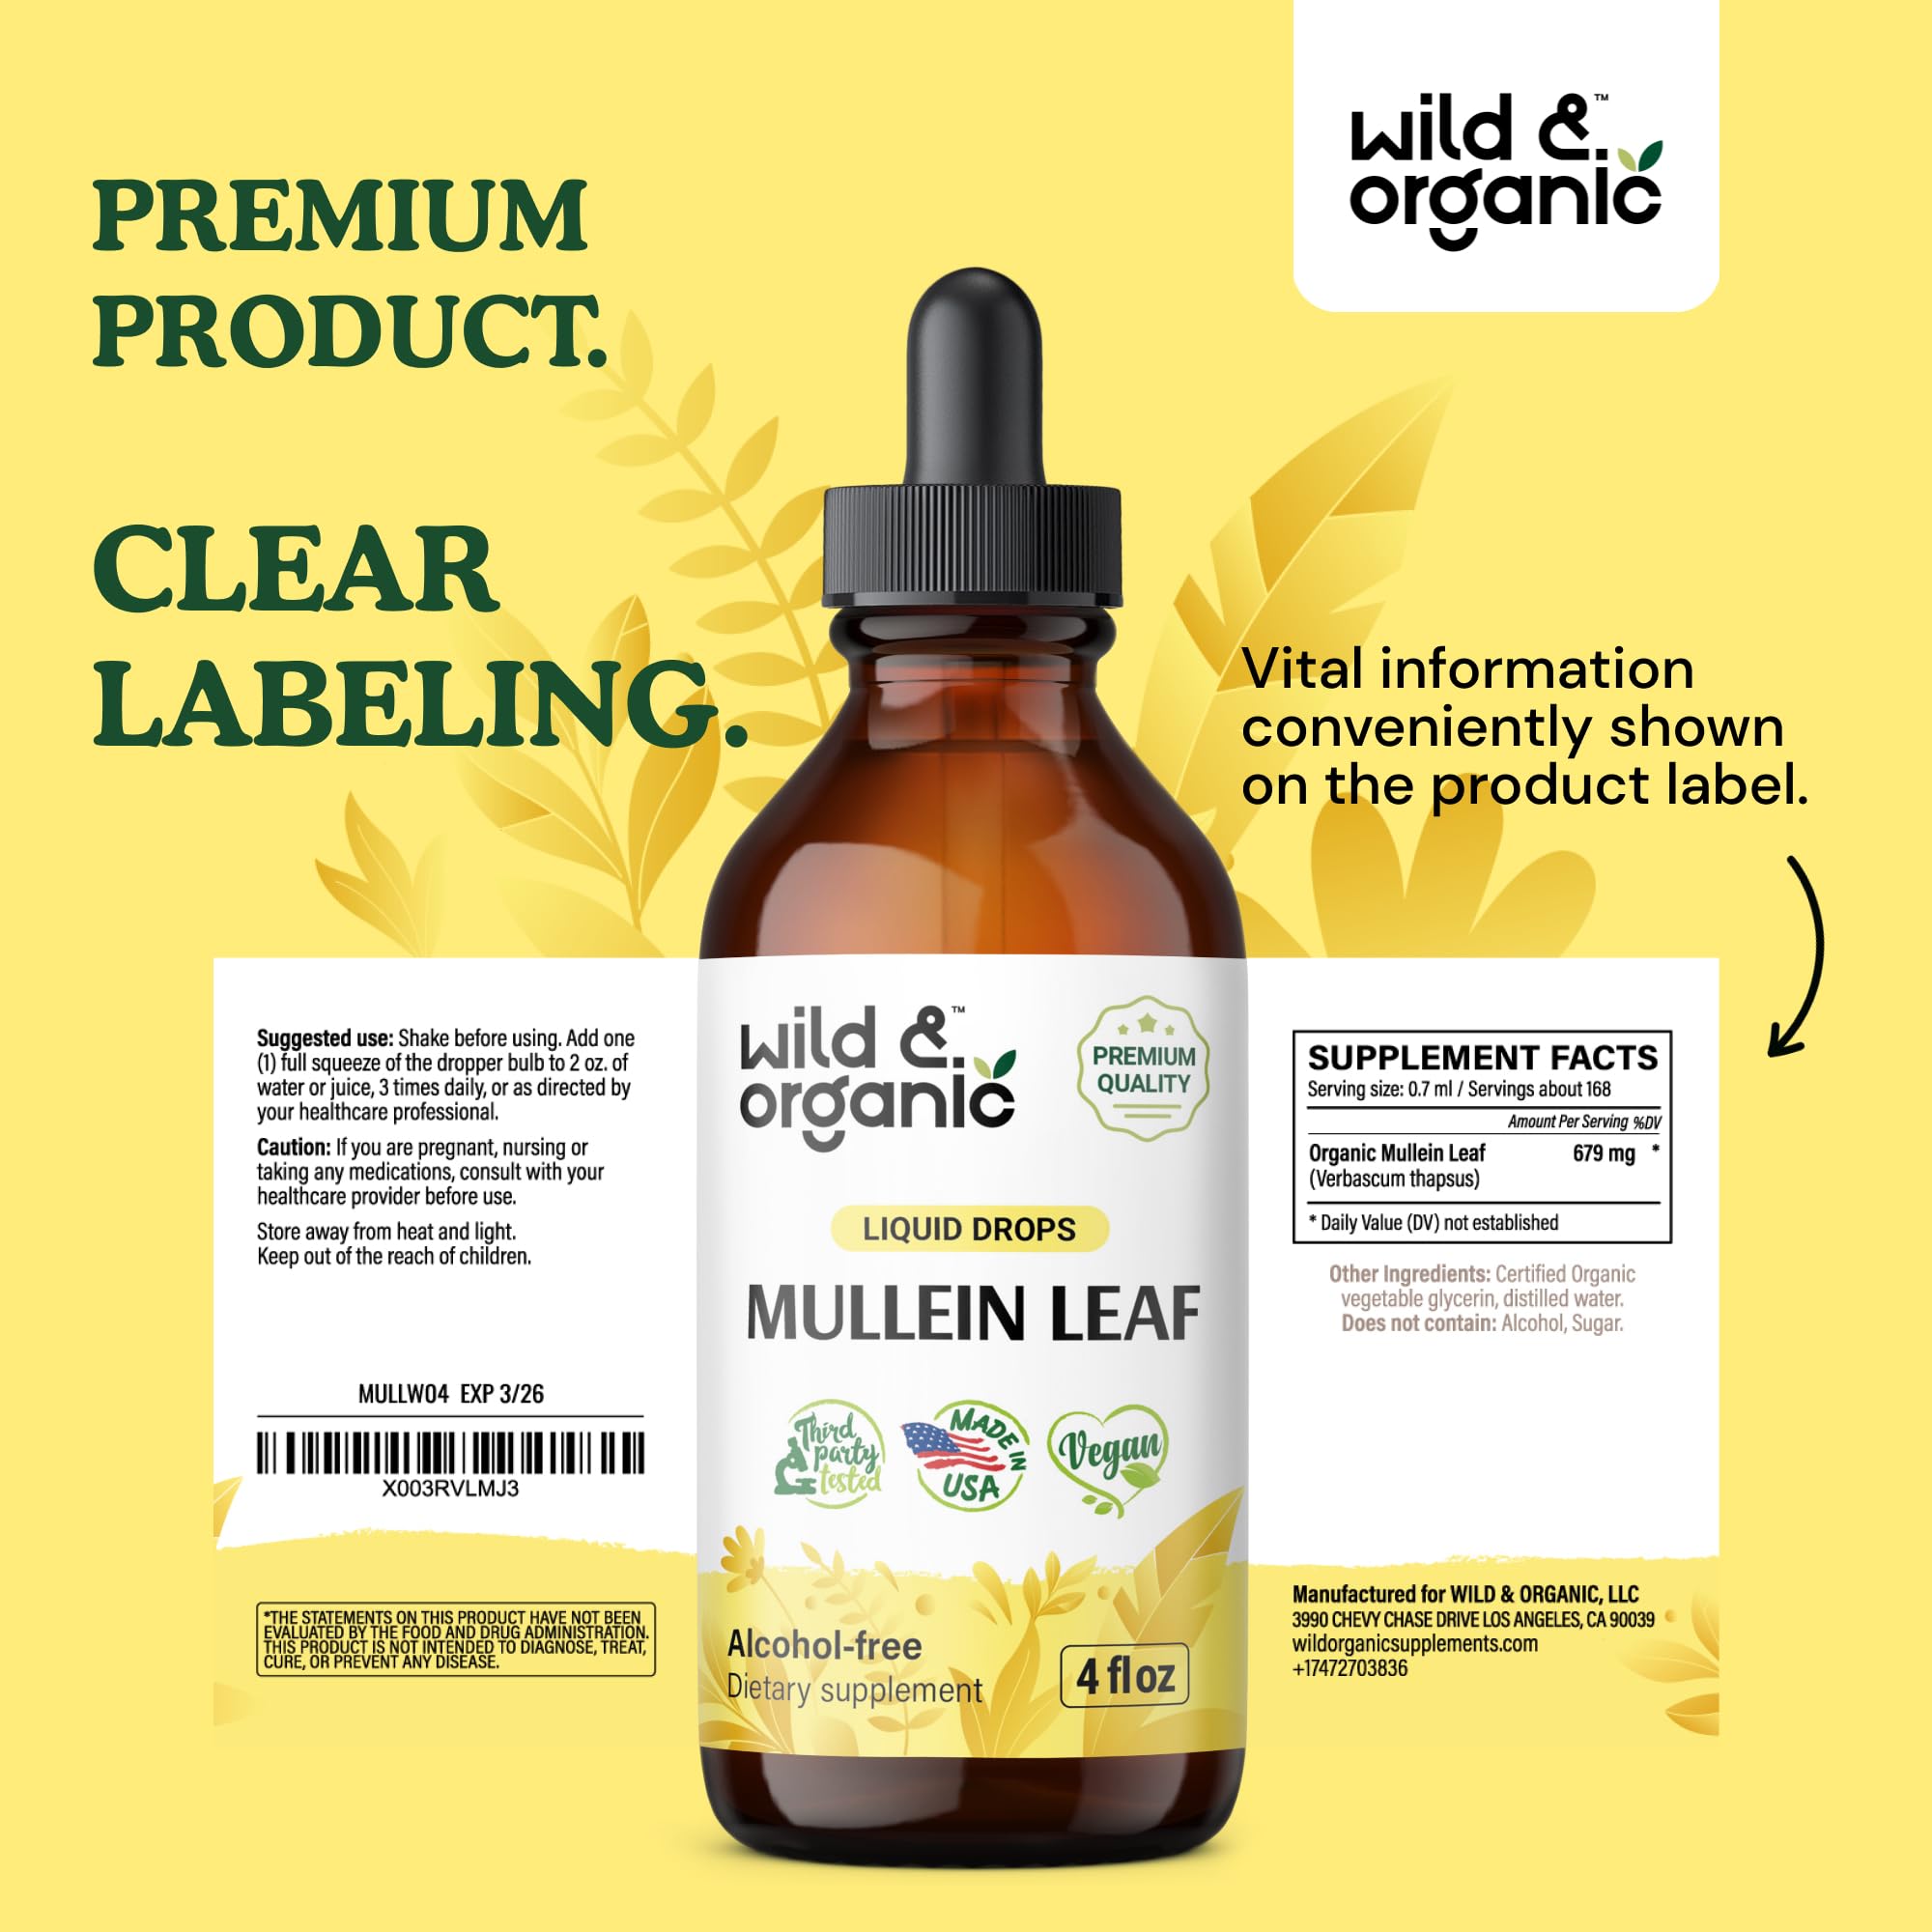 wild &™
organic
PREMIUM
PRODUCT.
CLEAR
LABELING.
Vital information
conveniently shown
on the product label.
Suggested use: Shake before using. Add one
(1) full squeeze of the dropper bulb to 2 oz. of
water or juice, 3 times daily, or as directed by
your healthcare professional.
Caution: If you are pregnant, nursing or
taking any medications, consult with your
healthcare provider before use.
Store away from heat and light.
Keep out of the reach of children.
MULLW04 EXP 3/26
X003RVLMJ3
*THE STATEMENTS ON THIS PRODUCT HAVE NOT BEEN
EVALUATED BY THE FOOD AND DRUG ADMINISTRATION.
THIS PRODUCT IS NOT INTENDED TO DIAGNOSE, TREAT,
CURE, OR PREVENT ANY DISEASE.
wild &™
organic
PREMIUM
QUALITY
LIQUID DROPS
MULLEIN LEAF
Third
party
tested
MADE IN
USA
Vegan
Alcohol-free
Dietary supplement
4 fl oz
SUPPLEMENT FACTS
Serving size: 0.7 ml / Servings about 168
Amount Per Serving %DV
Organic Mullein Leaf 679 mg *
(Verbascum thapsus)
* Daily Value (DV) not established
Other Ingredients: Certified Organic
vegetable glycerin, distilled water.
Does not contain: Alcohol, Sugar.
Manufactured for WILD & ORGANIC, LLC
3990 CHEVY CHASE DRIVE LOS ANGELES, CA 90039
wildorganicsupplements.com
+17472703836